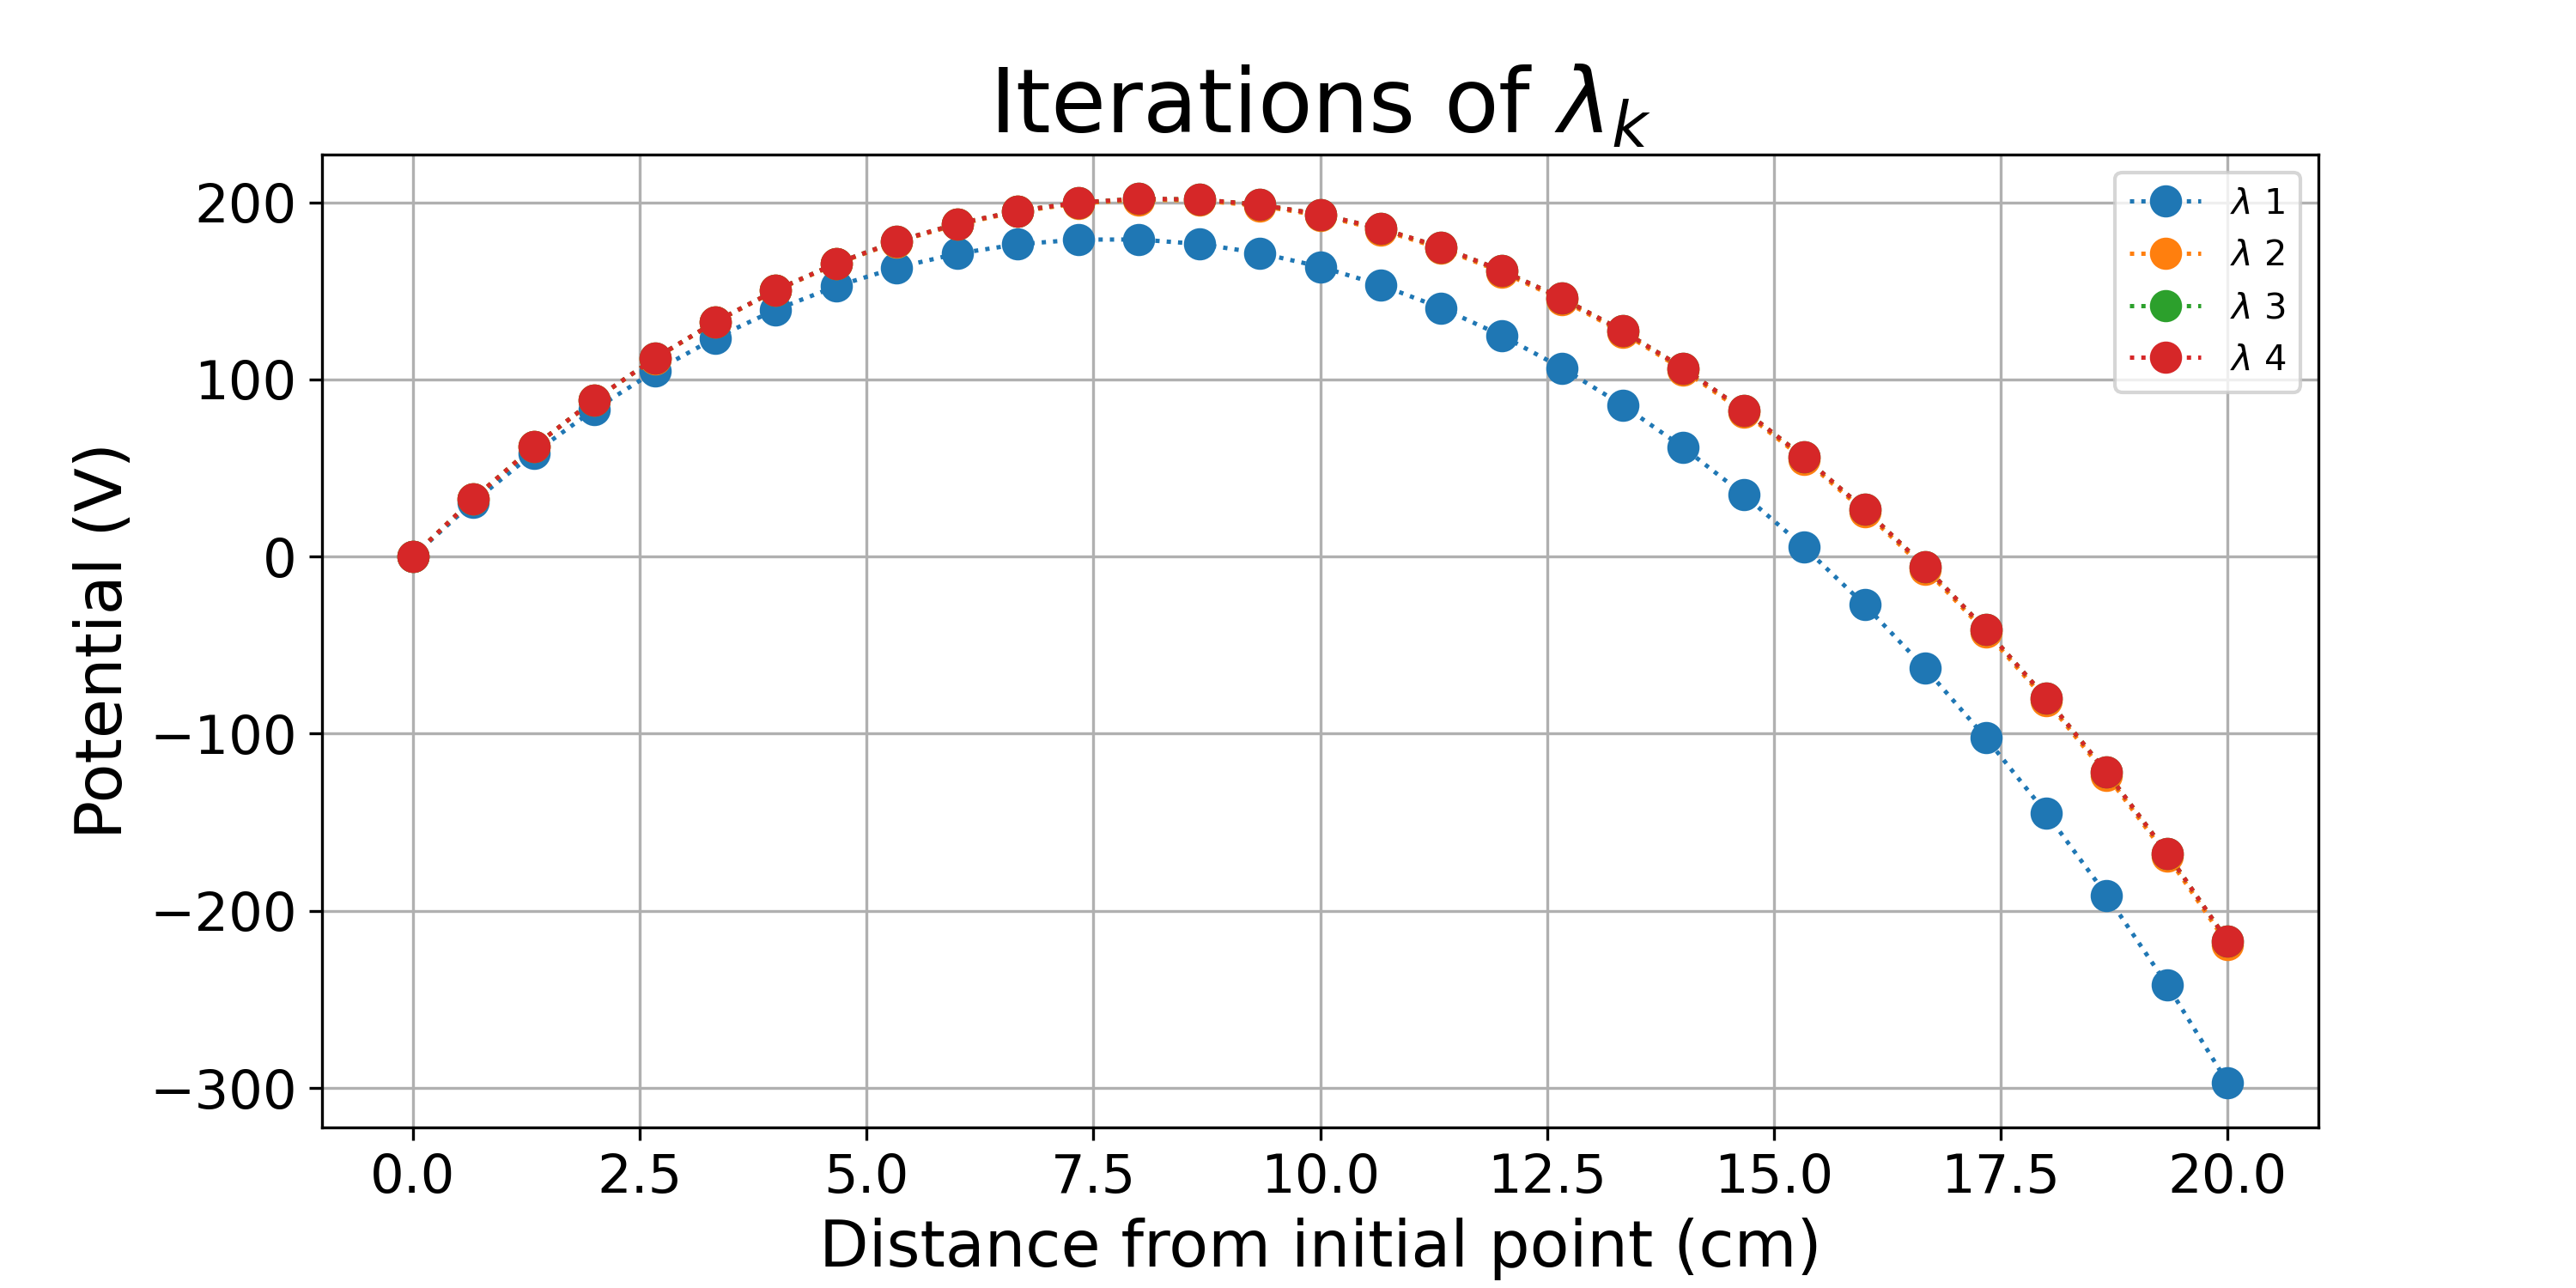 Iterations of λk
Potential (V)
200
100
0
−100
−200
−300
λ 1
λ 2
λ 3
λ 4
0.0 2.5 5.0 7.5 10.0 12.5 15.0 17.5 20.0
Distance from initial point (cm)